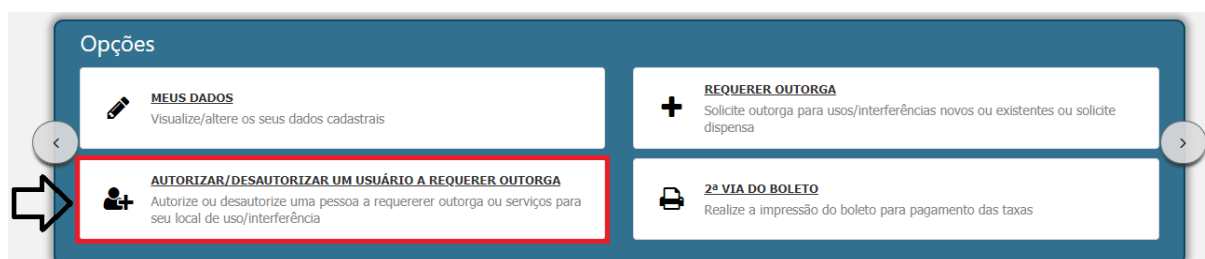 Opções
MEUS DADOS
Visualize/altere os seus dados cadastrais
REQUERER OUTORGA
Solicite outorga para usos/interferências novos ou existentes ou solicite
dispensa
AUTORIZAR/DESAUTORIZAR UM USUÁRIO A REQUERER OUTORGA
Autorize ou desautorize uma pessoa a requererer outorga ou serviços para
seu local de uso/interferência
2ª VIA DO BOLETO
Realize a impressão do boleto para pagamento das taxas